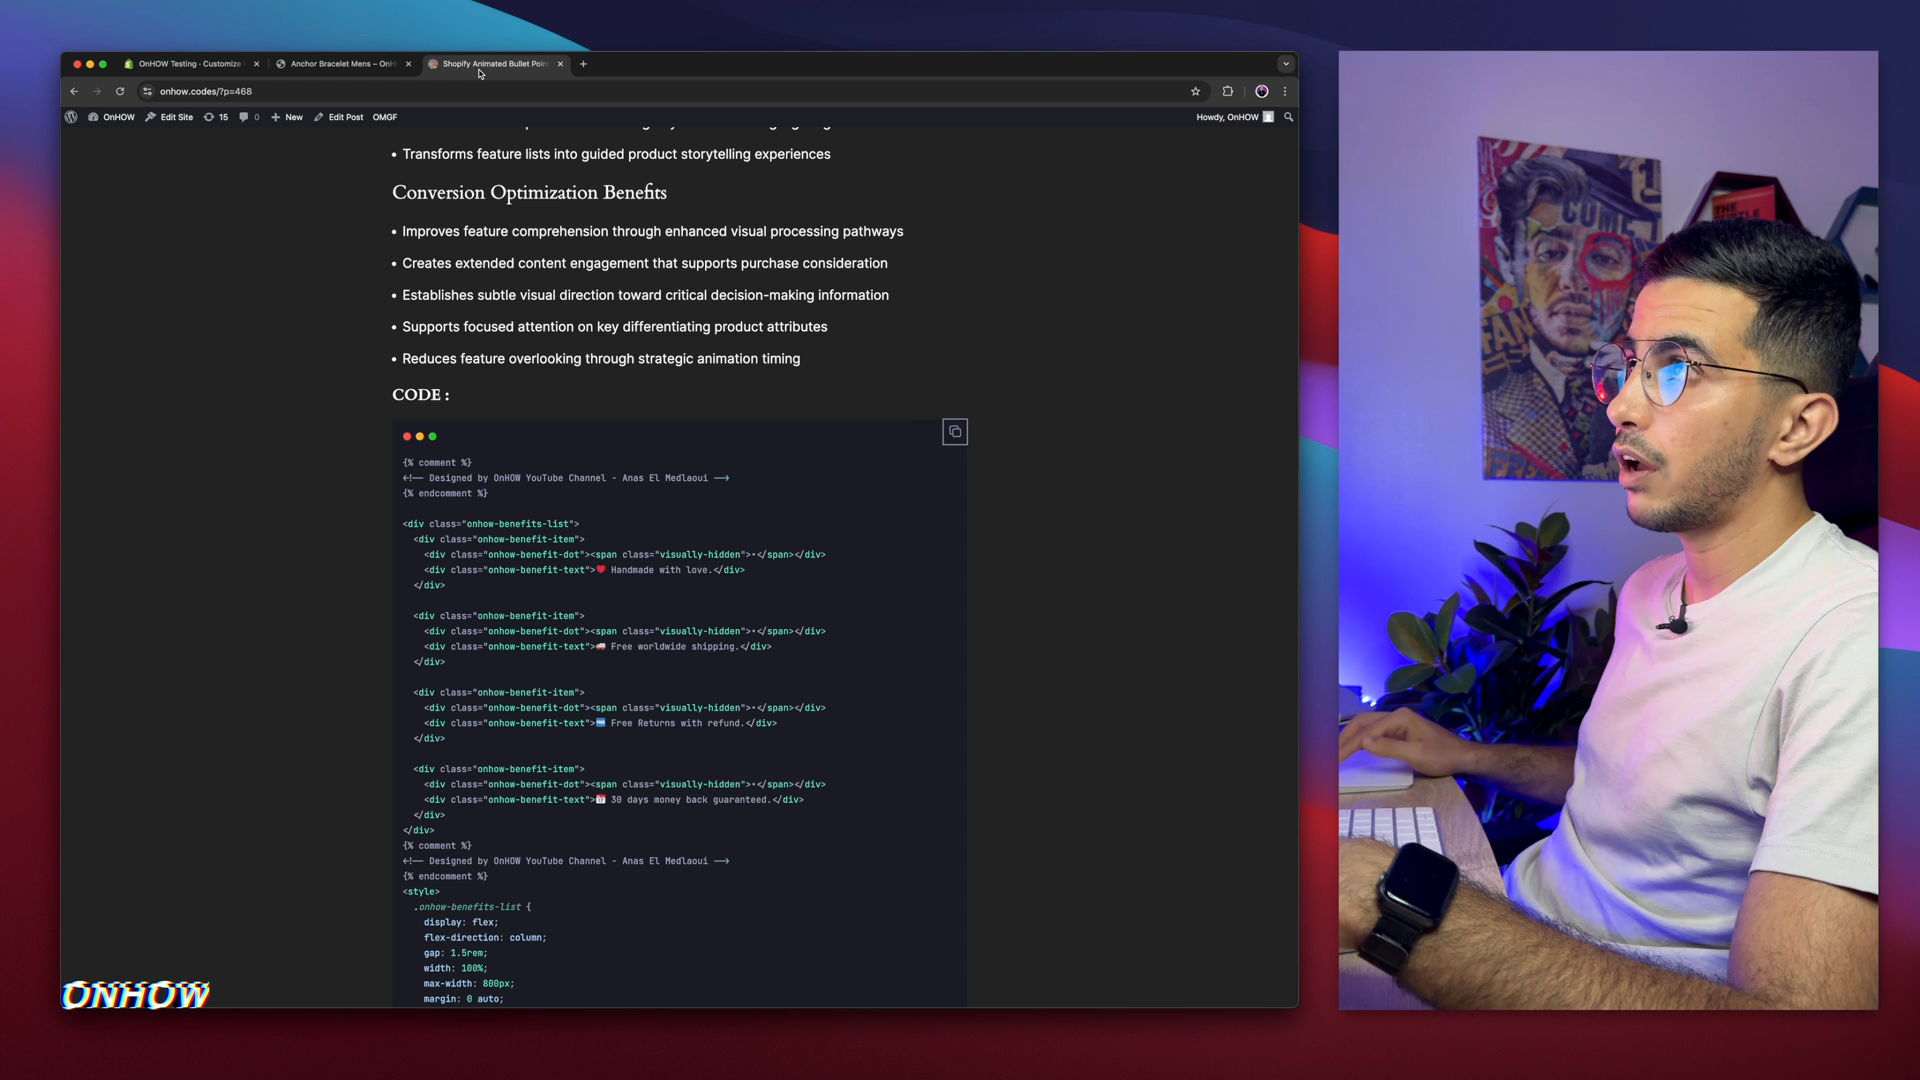 OnHOW Testing · Customize
Anchor Bracelet Mens – OnH
Shopify Animated Bullet Poin
onhow.codes/?p=468
OnHOW
Edit Site
15
0
New
Edit Post
OMGF
Howdy, OnHOW
• Transforms feature lists into guided product storytelling experiences
Conversion Optimization Benefits
• Improves feature comprehension through enhanced visual processing pathways
• Creates extended content engagement that supports purchase consideration
• Establishes subtle visual direction toward critical decision-making information
• Supports focused attention on key differentiating product attributes
• Reduces feature overlooking through strategic animation timing
CODE :
{% comment %}
<!-- Designed by OnHOW YouTube Channel - Anas El Medlaoui -->
{% endcomment %}
<div class="onhow-benefits-list">
<div class="onhow-benefit-item">
<div class="onhow-benefit-dot"><span class="visually-hidden">•</span></div>
<div class="onhow-benefit-text">❤️ Handmade with love.</div>
</div>
<div class="onhow-benefit-item">
<div class="onhow-benefit-dot"><span class="visually-hidden">•</span></div>
<div class="onhow-benefit-text">🚚 Free worldwide shipping.</div>
</div>
<div class="onhow-benefit-item">
<div class="onhow-benefit-dot"><span class="visually-hidden">•</span></div>
<div class="onhow-benefit-text">🆓 Free Returns with refund.</div>
</div>
<div class="onhow-benefit-item">
<div class="onhow-benefit-dot"><span class="visually-hidden">•</span></div>
<div class="onhow-benefit-text">📅 30 days money back guaranteed.</div>
</div>
</div>
{% comment %}
<!-- Designed by OnHOW YouTube Channel - Anas El Medlaoui -->
{% endcomment %}
<style>
.onhow-benefits-list {
display: flex;
flex-direction: column;
gap: 1.5rem;
width: 100%;
max-width: 800px;
margin: 0 auto;
ONHOW
THE